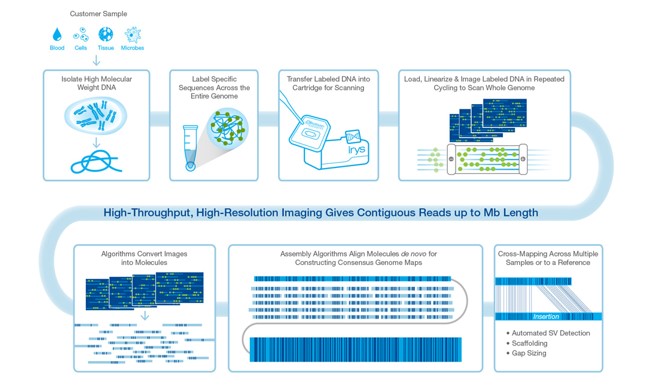 Customer Sample
Blood
Cells
Tissue
Microbes
Isolate High Molecular
Weight DNA
Label Specific
Sequences Across the
Entire Genome
Transfer Labeled DNA into
Cartridge for Scanning
irys
Load, Linearize & Image Labeled DNA in Repeated
Cycling to Scan Whole Genome
High-Throughput, High-Resolution Imaging Gives Contiguous Reads up to Mb Length
Algorithms Convert Images
into Molecules
Assembly Algorithms Align Molecules de novo for
Constructing Consensus Genome Maps
Cross-Mapping Across Multiple
Samples or to a Reference
Insertion
• Automated SV Detection
• Scaffolding
• Gap Sizing